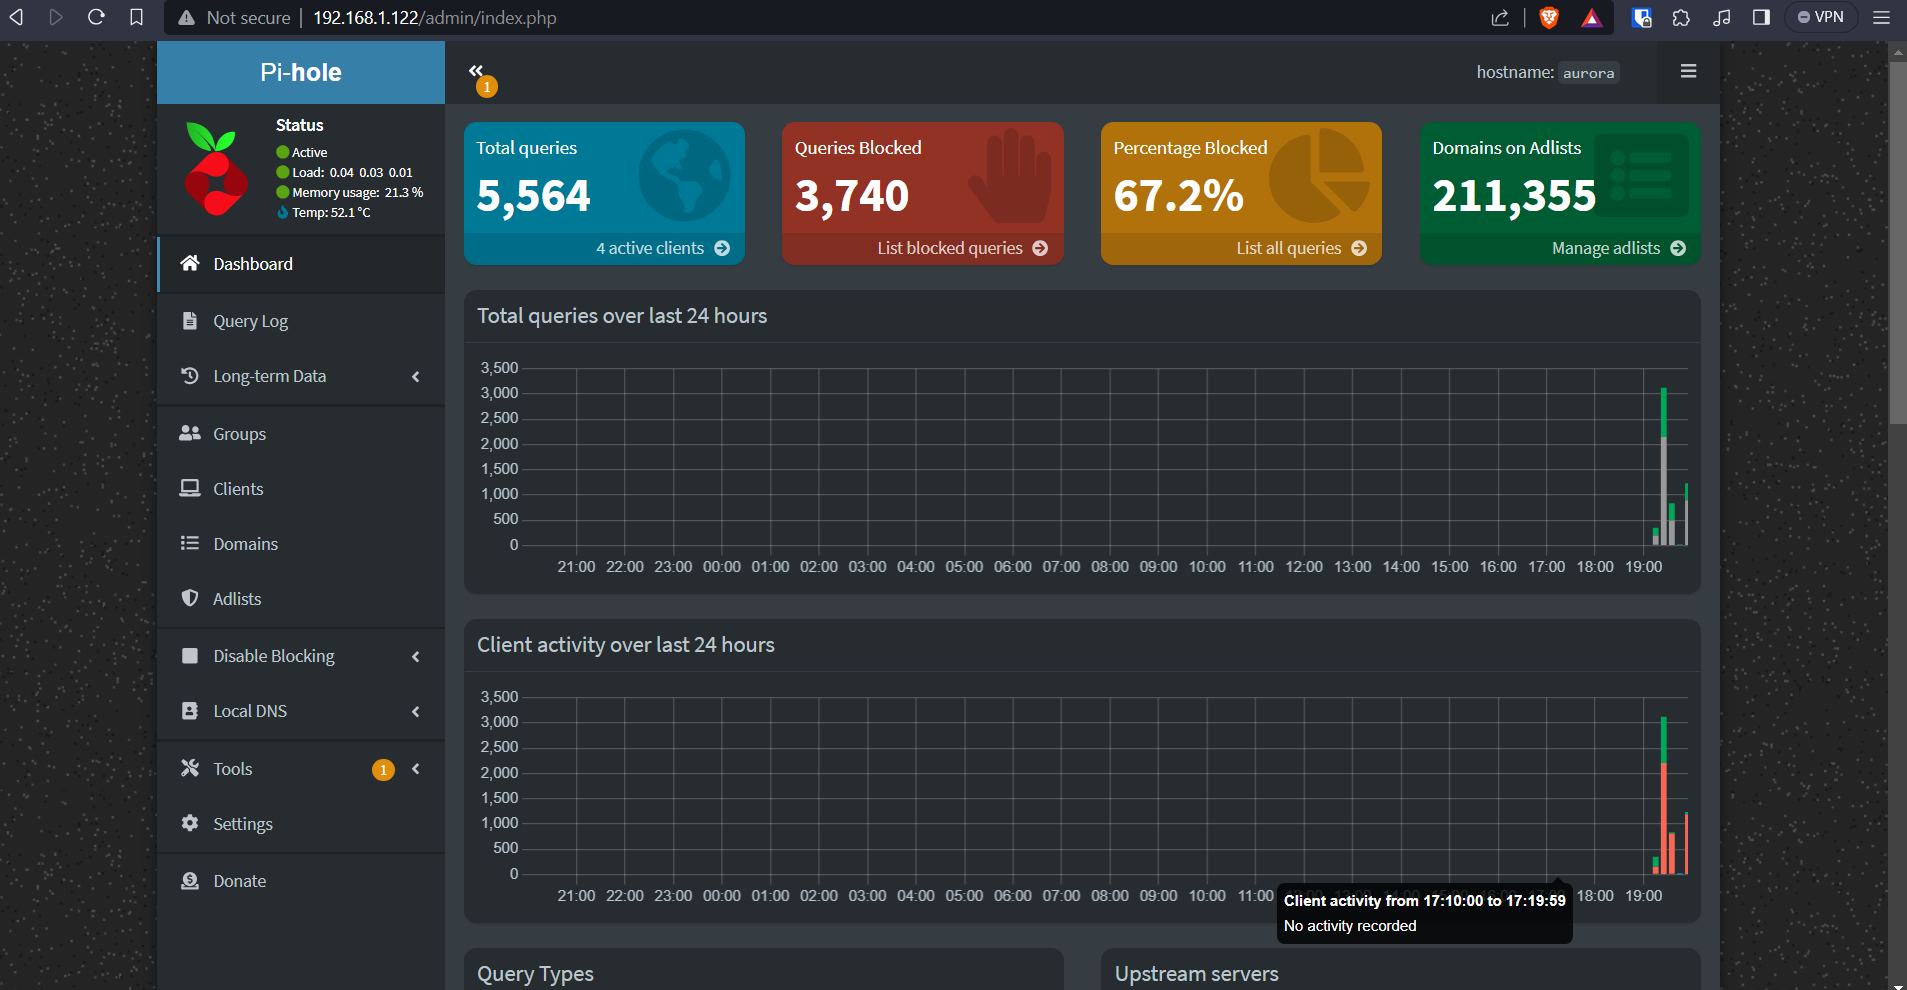 Not secure | 192.168.1.122/admin/index.php
VPN
Pi-hole
1
hostname: aurora
Status
Active
Load: 0.04 0.03 0.01
Memory usage: 21.3 %
Temp: 52.1 °C
Dashboard
Query Log
Long-term Data
Groups
Clients
Domains
Adlists
Disable Blocking
Local DNS
Tools 1
Settings
Donate
Total queries
5,564
4 active clients
Queries Blocked
3,740
List blocked queries
Percentage Blocked
67.2%
List all queries
Domains on Adlists
211,355
Manage adlists
Total queries over last 24 hours
3,500
3,000
2,500
2,000
1,500
1,000
500
0
21:00 22:00 23:00 00:00 01:00 02:00 03:00 04:00 05:00 06:00 07:00 08:00 09:00 10:00 11:00 12:00 13:00 14:00 15:00 16:00 17:00 18:00 19:00
Client activity over last 24 hours
3,500
3,000
2,500
2,000
1,500
1,000
500
0
21:00 22:00 23:00 00:00 01:00 02:00 03:00 04:00 05:00 06:00 07:00 08:00 09:00 10:00 11:00 18:00 19:00
Client activity from 17:10:00 to 17:19:59
No activity recorded
Query Types
Upstream servers